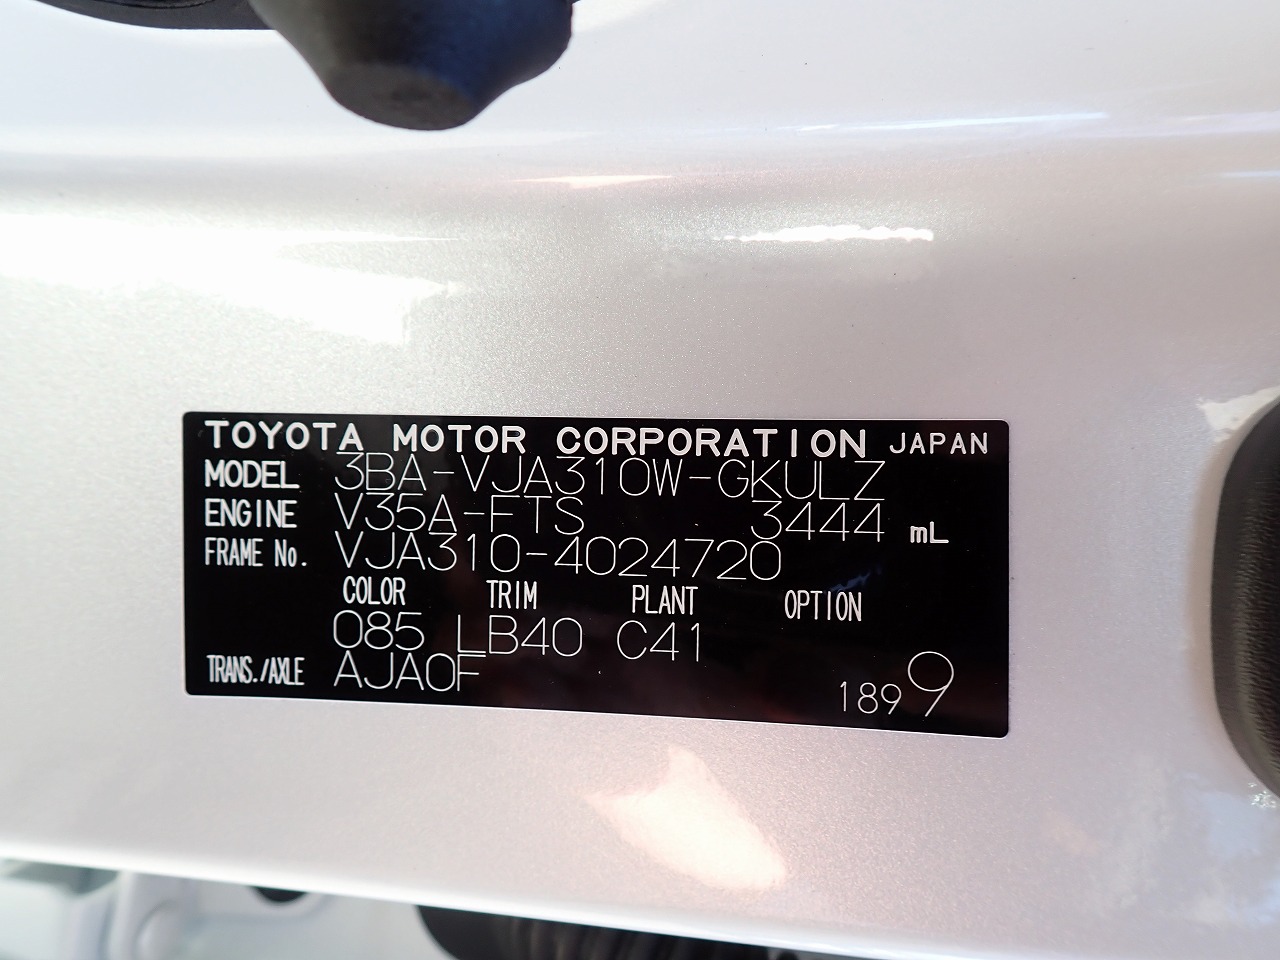 TOYOTA MOTOR CORPORATION JAPAN
MODEL 3BA-VJA310W-GKULZ
ENGINE V35A-FTS 3444 mL
FRAME No. VJA310-4024720
COLOR TRIM PLANT OPTION
085 LB40 C41
TRANS./AXLE AJA0F
1899